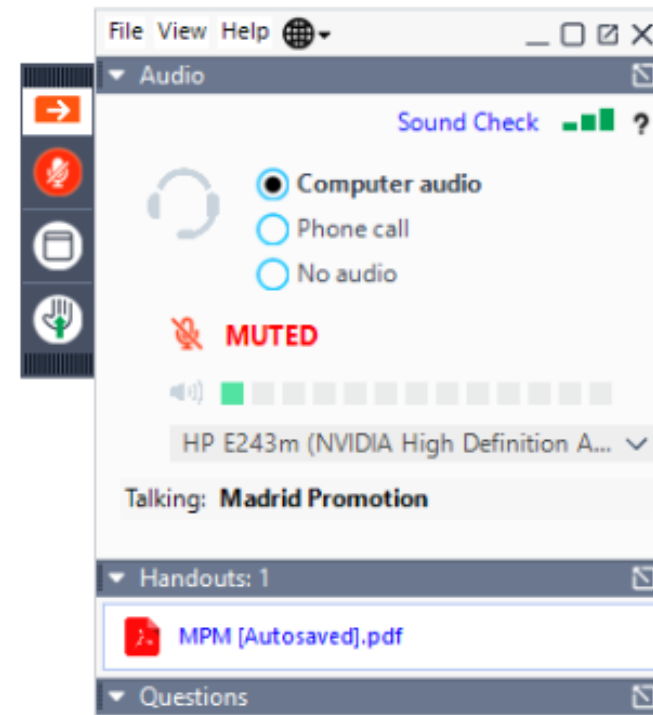 File View Help
Audio
Sound Check ?
Computer audio
Phone call
No audio
MUTED
HP E243m (NVIDIA High Definition A...
Talking: Madrid Promotion
Handouts: 1
MPM [Autosaved].pdf
Questions